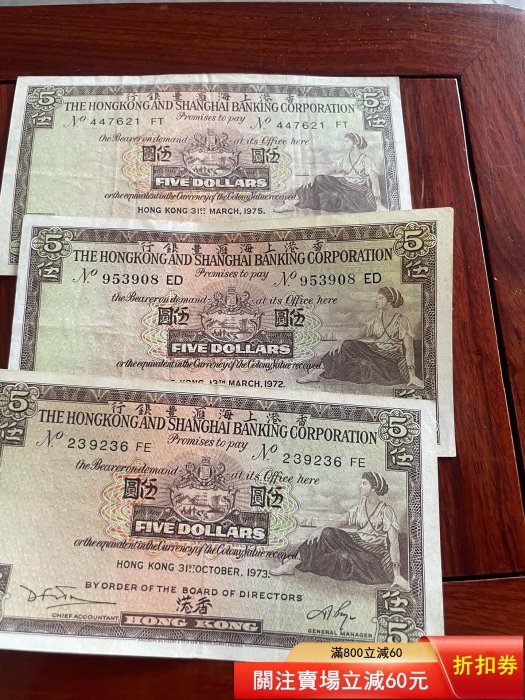 5 行銀豐滙海上港香 5
伍 THE HONGKONG AND SHANGHAI BANKING CORPORATION 伍
No 447621 FT Promises to pay No 447621 FT
the Bearer on demand at its Office here
圓伍 圓伍
FIVE DOLLARS
or the equivalent in the Currency of the Colony Value received
HONG KONG 31ST MARCH, 1975.
5 行銀豐滙海上港香 5
伍 THE HONGKONG AND SHANGHAI BANKING CORPORATION 伍
No 953908 ED Promises to pay No 953908 ED
the Bearer on demand at its Office here
圓伍 圓伍
FIVE DOLLARS
or the equivalent in the Currency of the Colony Value received
KONG 13TH MARCH, 1972.
5 行銀豐滙海上港香 5
伍 THE HONGKONG AND SHANGHAI BANKING CORPORATION 伍
No 239236 FE Promises to pay No 239236 FE
the Bearer on demand at its Office here
圓伍 圓伍
FIVE DOLLARS
or the equivalent in the Currency of the Colony Value received
HONG KONG 31ST OCTOBER, 1973.
BY ORDER OF THE BOARD OF DIRECTORS
港香
CHIEF ACCOUNTANT HONG KONG GENERAL MANAGER
伍
5
滿800立減60
關注賣場立減60元
折扣券